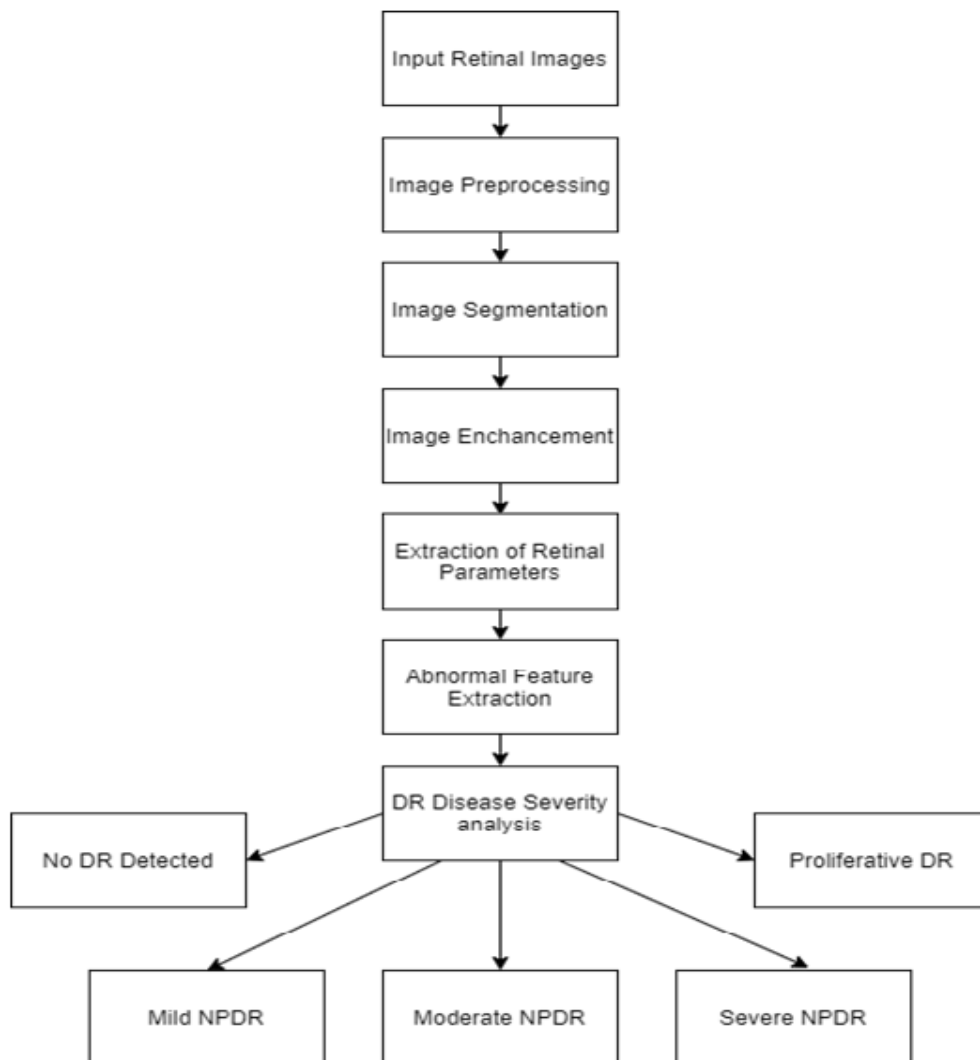 Input Retinal Images
Image Preprocessing
Image Segmentation
Image Enchancement
Extraction of Retinal
Parameters
Abnormal Feature
Extraction
DR Disease Severity
analysis
No DR Detected
Proliferative DR
Mild NPDR
Moderate NPDR
Severe NPDR